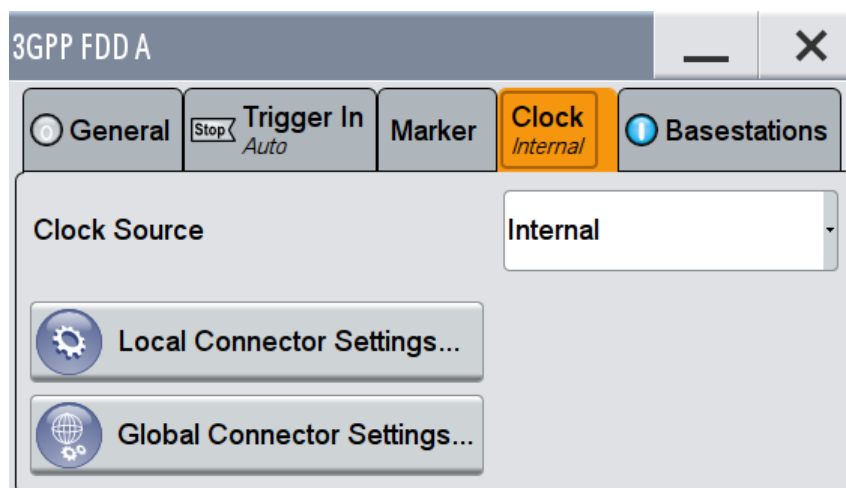 3GPP FDD A
General
Stop
Trigger In
Auto
Marker
Clock
Internal
Basestations
Clock Source
Internal
Local Connector Settings...
Global Connector Settings...